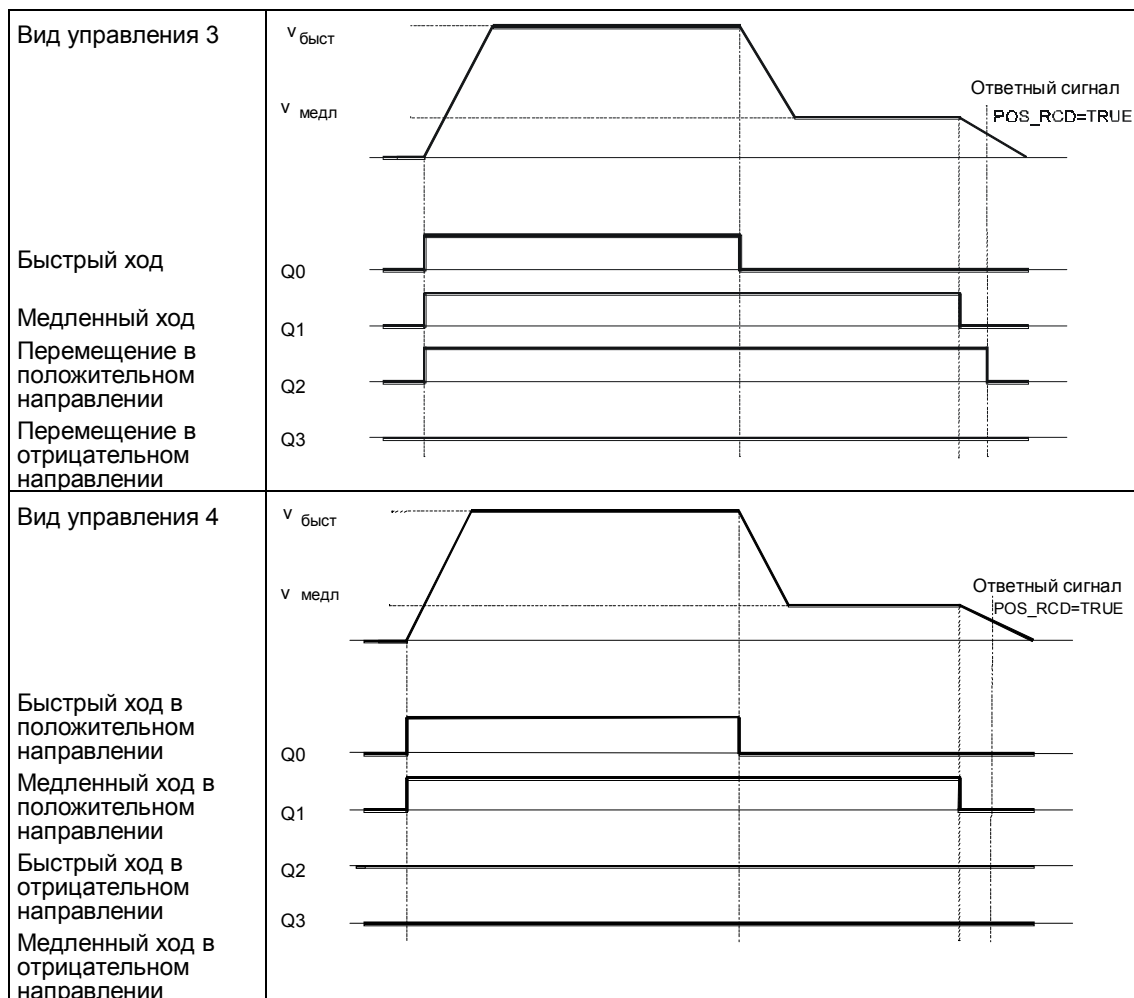 Вид управления 3
v быст
v медл
Ответный сигнал
POS_RCD=TRUE
Быстрый ход
Q0
Медленный ход
Q1
Перемещение в
положительном
направлении
Q2
Перемещение в
отрицательном
направлении
Q3
Вид управления 4
v быст
v медл
Ответный сигнал
POS_RCD=TRUE
Быстрый ход в
положительном
направлении
Q0
Медленный ход в
положительном
направлении
Q1
Быстрый ход в
отрицательном
направлении
Q2
Q3
Медленный ход в
отрицательном
направлении